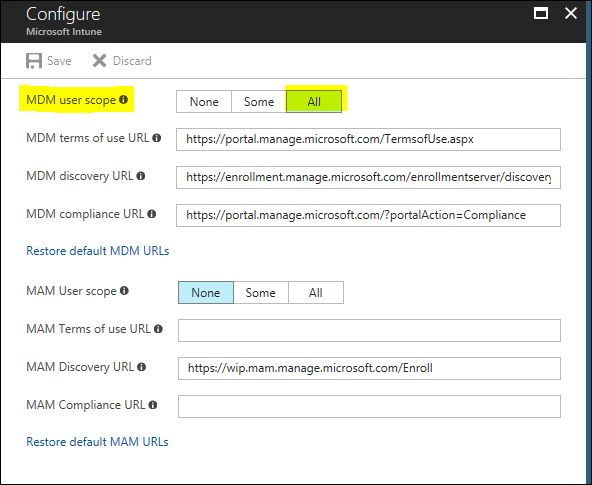 Configure
Microsoft Intune
Save Discard
MDM user scope None Some All
MDM terms of use URL https://portal.manage.microsoft.com/TermsofUse.aspx
MDM discovery URL https://enrollment.manage.microsoft.com/enrollmentserver/discovery
MDM compliance URL https://portal.manage.microsoft.com/?portalAction=Compliance
Restore default MDM URLs
MAM User scope None Some All
MAM Terms of use URL
MAM Discovery URL https://wip.mam.manage.microsoft.com/Enroll
MAM Compliance URL
Restore default MAM URLs